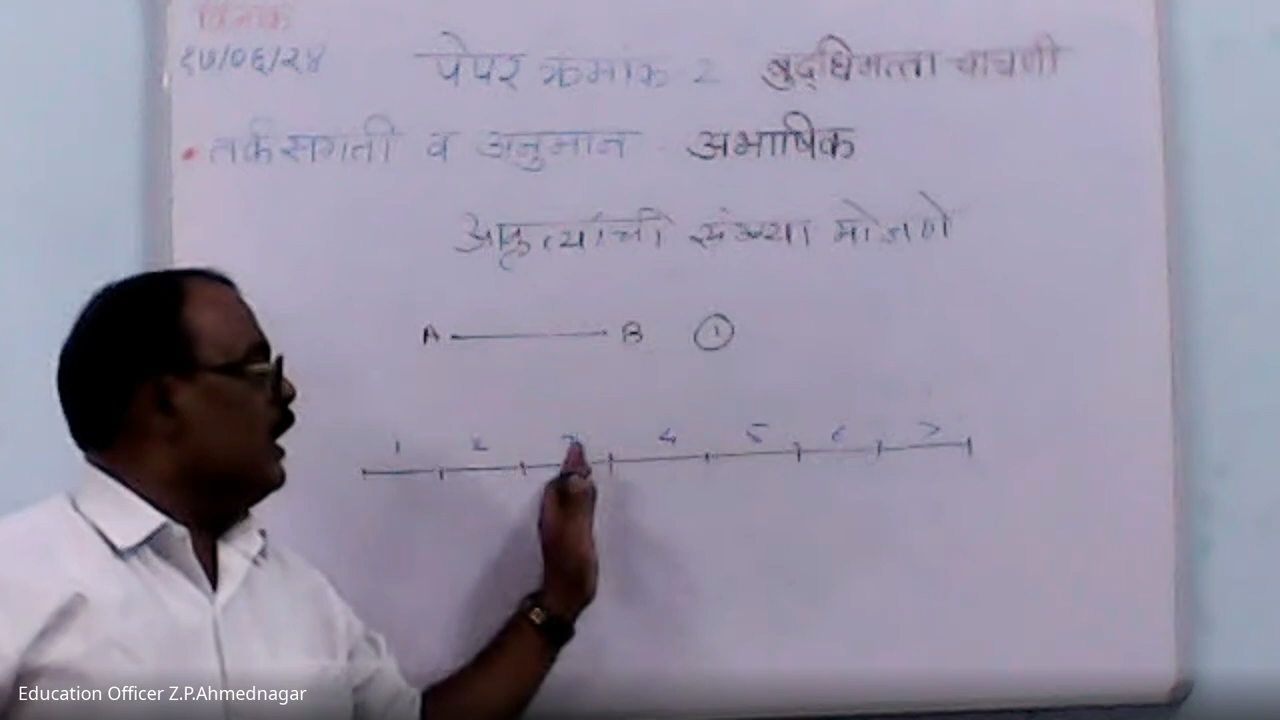 दिनांक
१७/०६/२४
पेपर क्रमांक 2 बुद्धिमत्ता चाचणी
• तर्कसंगती व अनुमान अभाषिक
आकृत्यांची संख्या मोजणे
A B 1
1 2 3 4 5 6 7
Education Officer Z.P.Ahmednagar